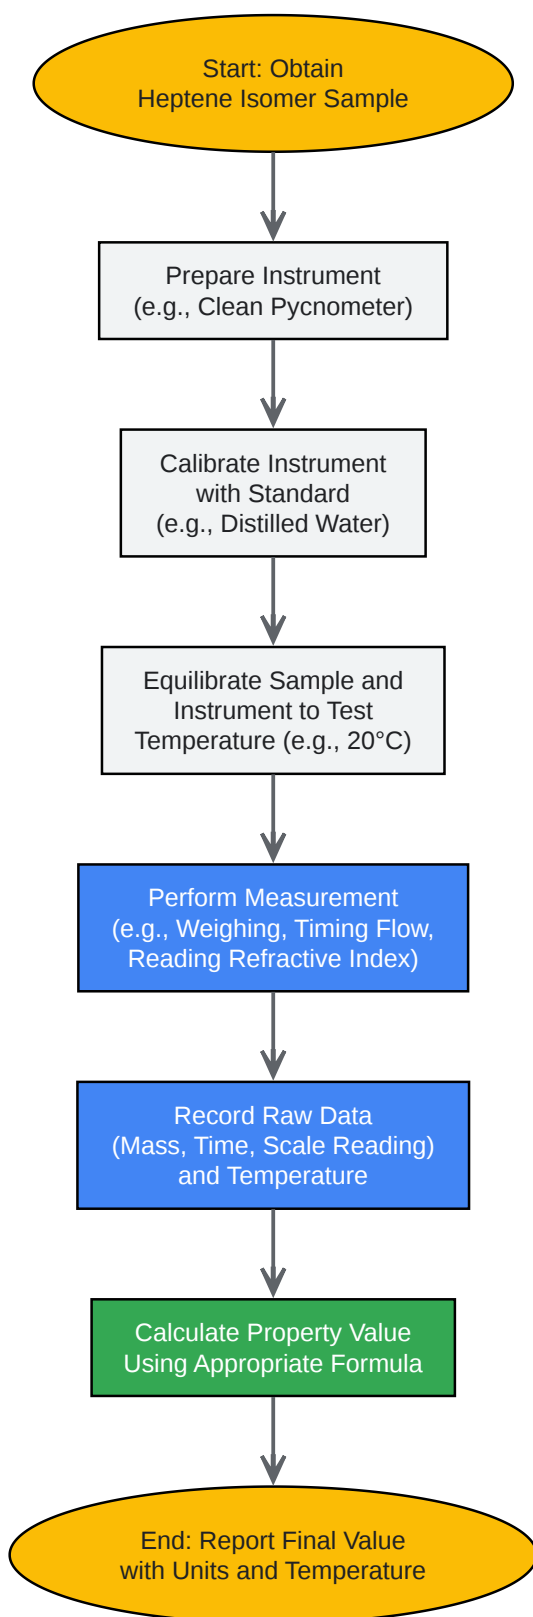 Start: Obtain
Heptene Isomer Sample
Prepare Instrument
(e.g., Clean Pycnometer)
Calibrate Instrument
with Standard
(e.g., Distilled Water)
Equilibrate Sample and
Instrument to Test
Temperature (e.g., 20°C)
Perform Measurement
(e.g., Weighing, Timing Flow,
Reading Refractive Index)
Record Raw Data
(Mass, Time, Scale Reading)
and Temperature
Calculate Property Value
Using Appropriate Formula
End: Report Final Value
with Units and Temperature